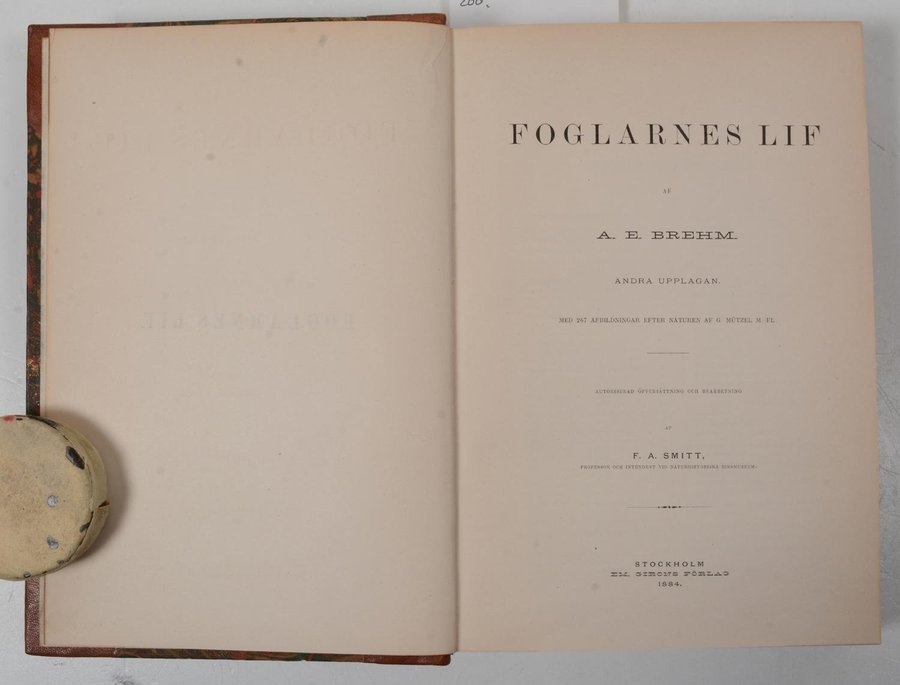 FOGLARNES LIF
AF
A. E. BREHM.
ANDRA UPPLAGAN.
MED 267 AFBILDNINGAR EFTER NATUREN AF G. MÜTZEL M. FL.
AUTORISERAD ÖFVERSÄTTNING OCH BEARBETNING
AF
F. A. SMITT,
PROFESSOR OCH INTENDENT VID NATURHISTORISKA RIKSMUSEUM.
STOCKHOLM
EM. GIRONS FÖRLAG
1884.